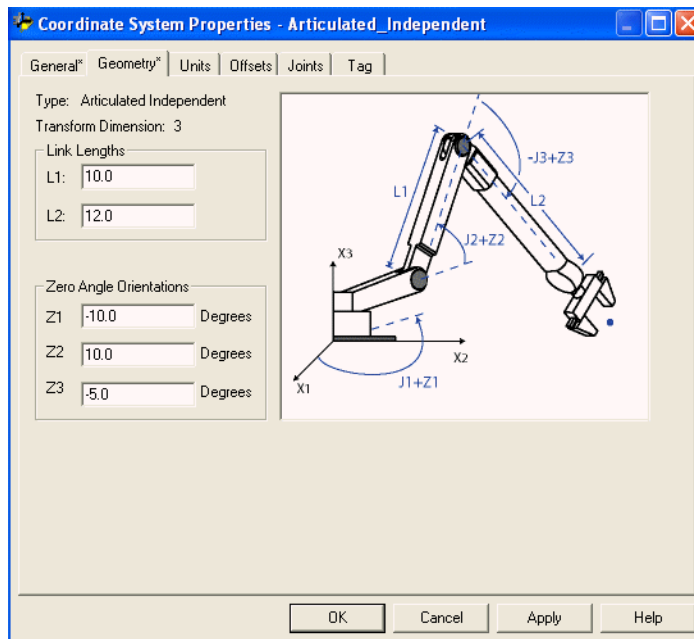 Coordinate System Properties - Articulated_Independent
General* Geometry* Units Offsets Joints Tag
Type: Articulated Independent
Transform Dimension: 3
Link Lengths
L1: 10.0
L2: 12.0
Zero Angle Orientations
Z1 -10.0 Degrees
Z2 10.0 Degrees
Z3 -5.0 Degrees
-J3+Z3
L1
L2
J2+Z2
X3
X2
X1
J1+Z1
OK Cancel Apply Help